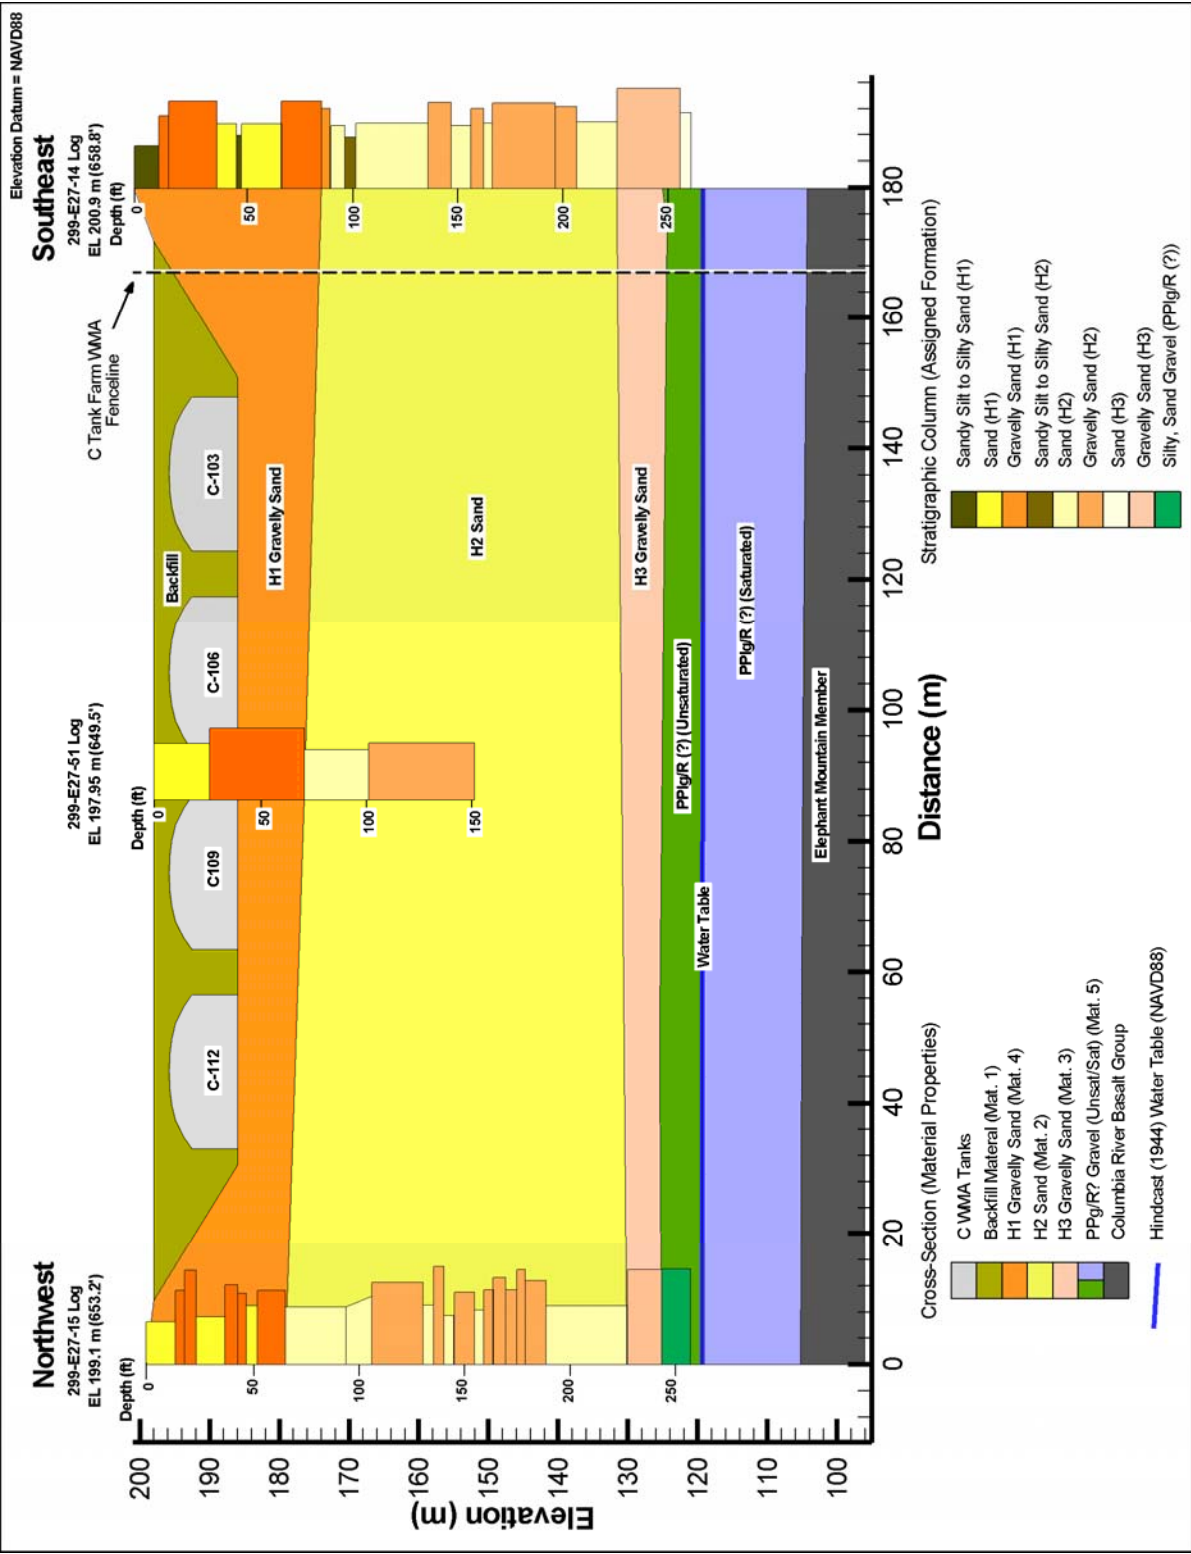 Elevation Datum = NAVD88
Northwest
299-E27-15 Log
EL 199.1 m (653.2')
Depth (ft)
299-E27-51 Log
EL 197.95 m (649.5')
Depth (ft)
Southeast
299-E27-14 Log
EL 200.9 m (658.8')
Depth (ft)
C Tank Farm WMA
Fenceline
0
50
100
150
200
250
0
50
100
150
0
50
100
150
200
250
Backfill
C-112
C109
C-106
C-103
H1 Gravelly Sand
H2 Sand
H3 Gravelly Sand
PPlg/R (?) (Unsaturated)
Water Table
PPlg/R (?) (Saturated)
Elephant Mountain Member
Elevation (m)
200
190
180
170
160
150
140
130
120
110
100
0
20
40
60
80
100
120
140
160
180
Distance (m)
Cross-Section (Material Properties)
C WMA Tanks
Backfill Materal (Mat. 1)
H1 Gravelly Sand (Mat. 4)
H2 Sand (Mat. 2)
H3 Gravelly Sand (Mat. 3)
PPg/R? Gravel (Unsat/Sat) (Mat. 5)
Columbia River Basalt Group
Hindcast (1944) Water Table (NAVD88)
Stratigraphic Column (Assigned Formation)
Sandy Silt to Silty Sand (H1)
Sand (H1)
Gravelly Sand (H1)
Sandy Silt to Silty Sand (H2)
Sand (H2)
Gravelly Sand (H2)
Sand (H3)
Gravelly Sand (H3)
Silty, Sand Gravel (PPlg/R (?))